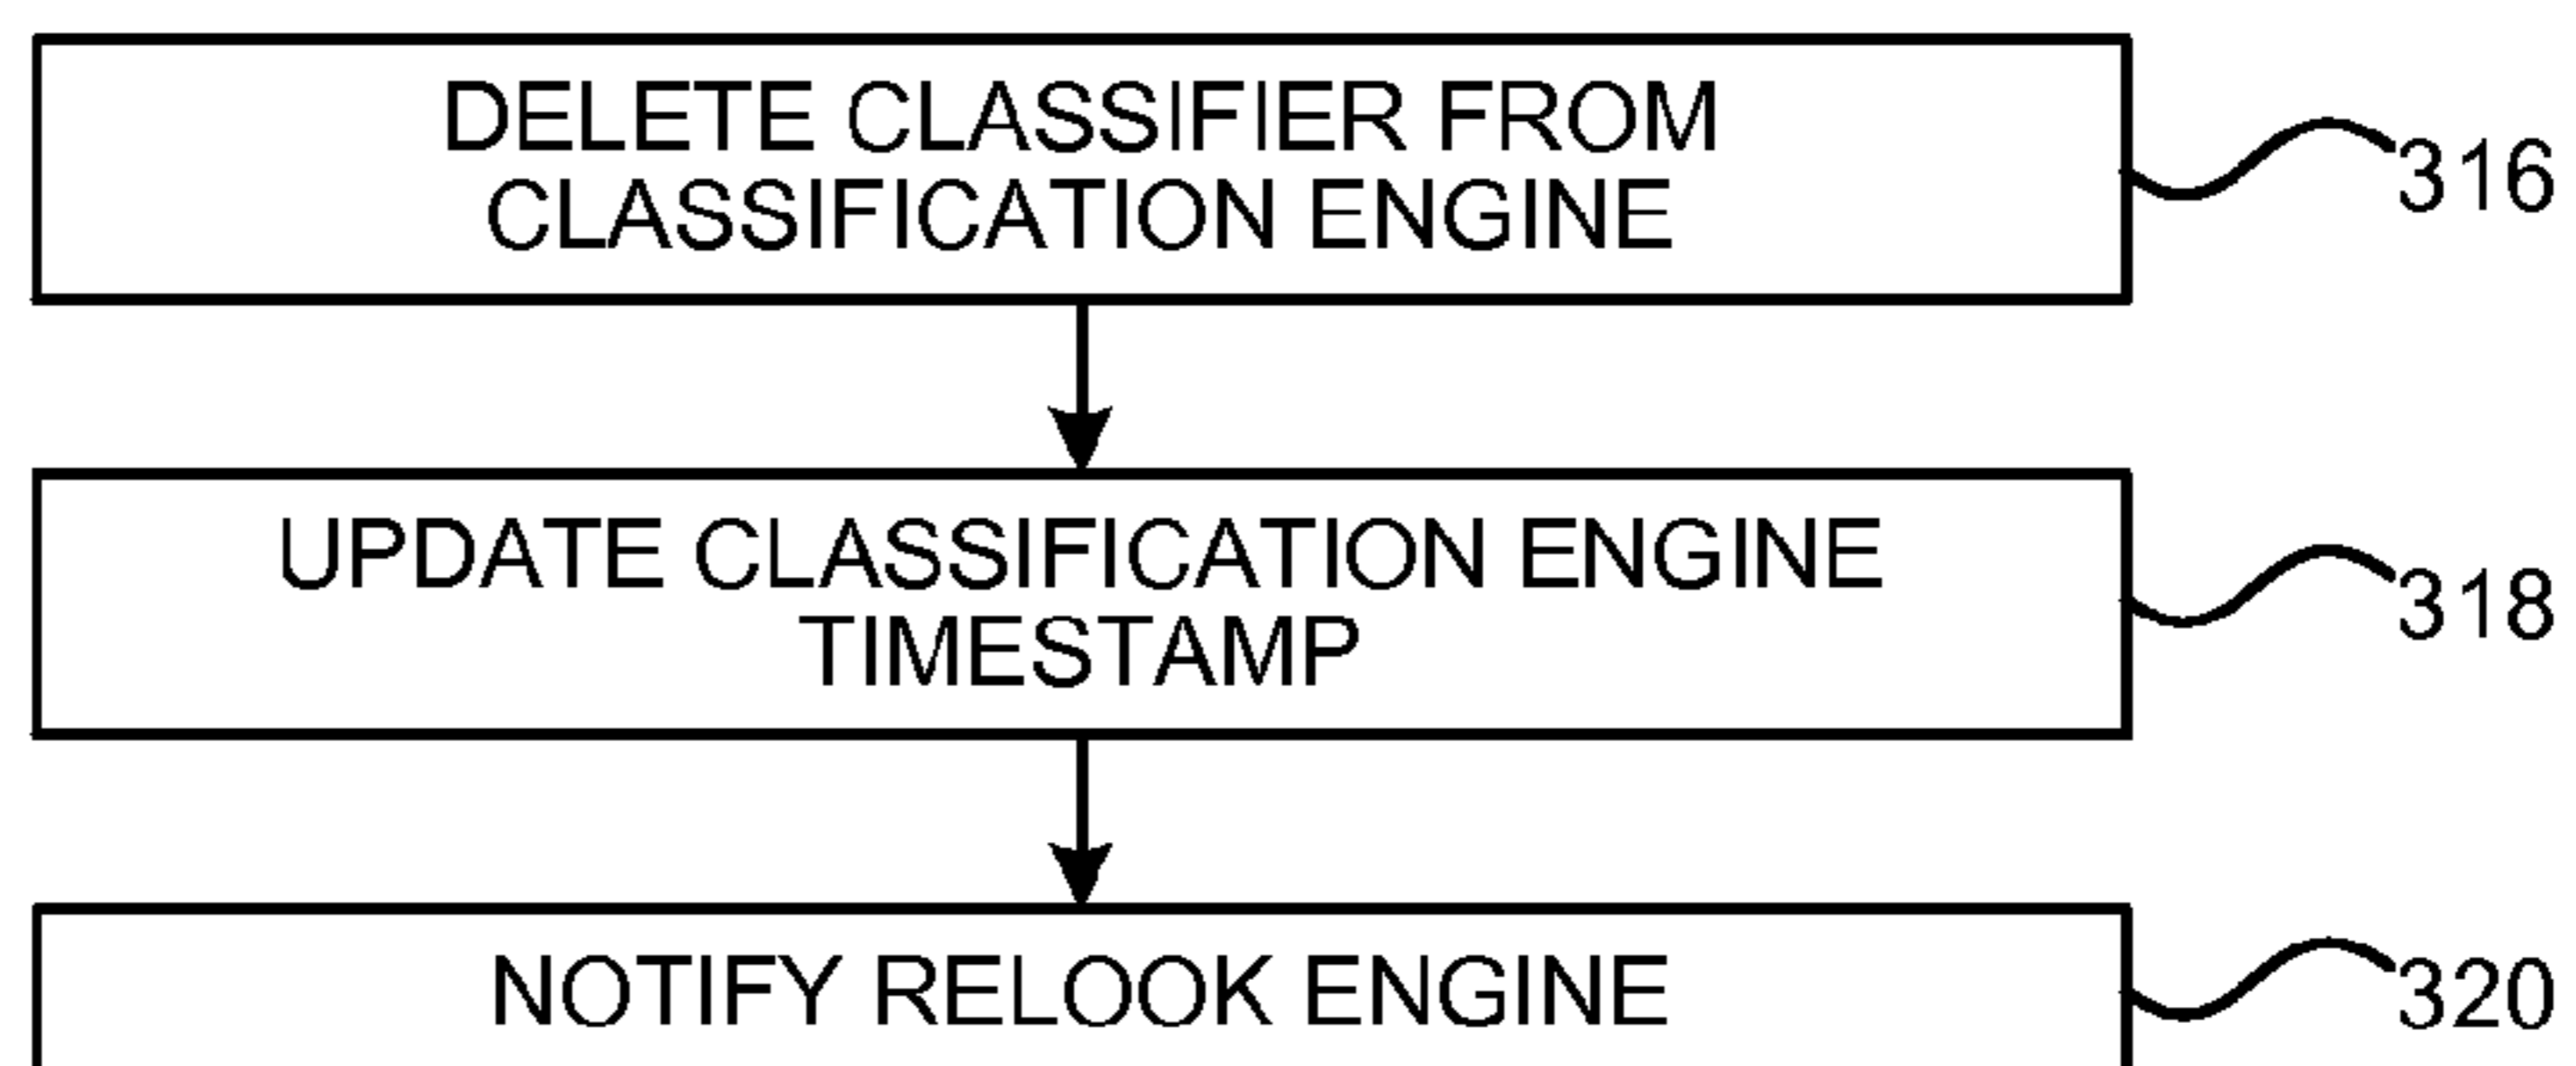 DELETE CLASSIFIER FROM
CLASSIFICATION ENGINE
316
UPDATE CLASSIFICATION ENGINE
TIMESTAMP
318
NOTIFY RELOOK ENGINE
320